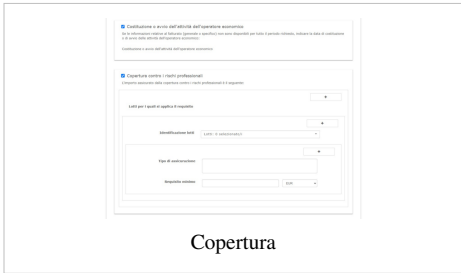 Costituzione o avvio dell'attività dell'operatore economico
Se le informazioni relative al fatturato (generale o specifico) non sono disponibili per tutto il periodo richiesto, indicare la data di costituzione
o di avvio delle attività dell'operatore economico:
Costituzione o avvio dell'attività dell'operatore economico
Copertura contro i rischi professionali
L'importo assicurato dalla copertura contro i rischi professionali è il seguente:
+
Lotti per i quali si applica il requisito
+
Identificazione lotti
Lotti: 0 selezionato/i
+
Tipo di assicurazione:
Requisito minimo:
EUR
Copertura